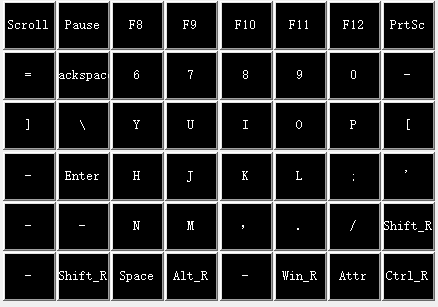 Scroll Pause F8 F9 F10 F11 F12 PrtSc
= ackspac 6 7 8 9 0 -
] \ Y U I O P [
- Enter H J K L ; '
- - N M , . / Shift_R
- Shift_R Space Alt_R - Win_R Attr Ctrl_R